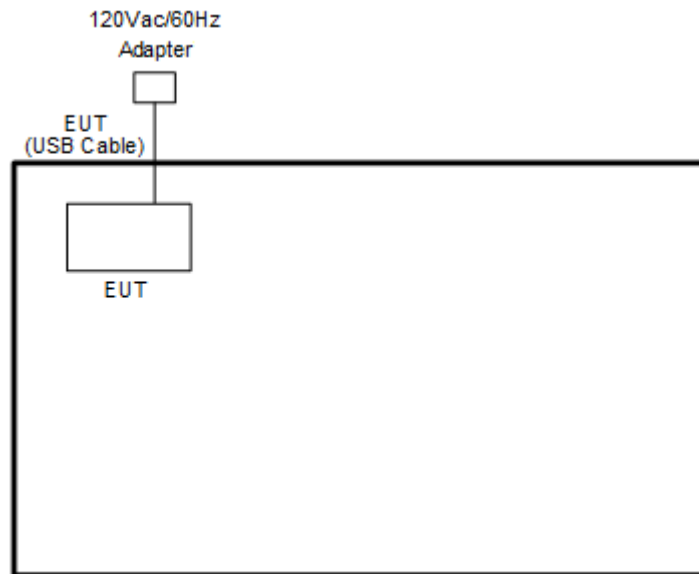 120Vac/60Hz
Adapter
EUT
(USB Cable)
EUT